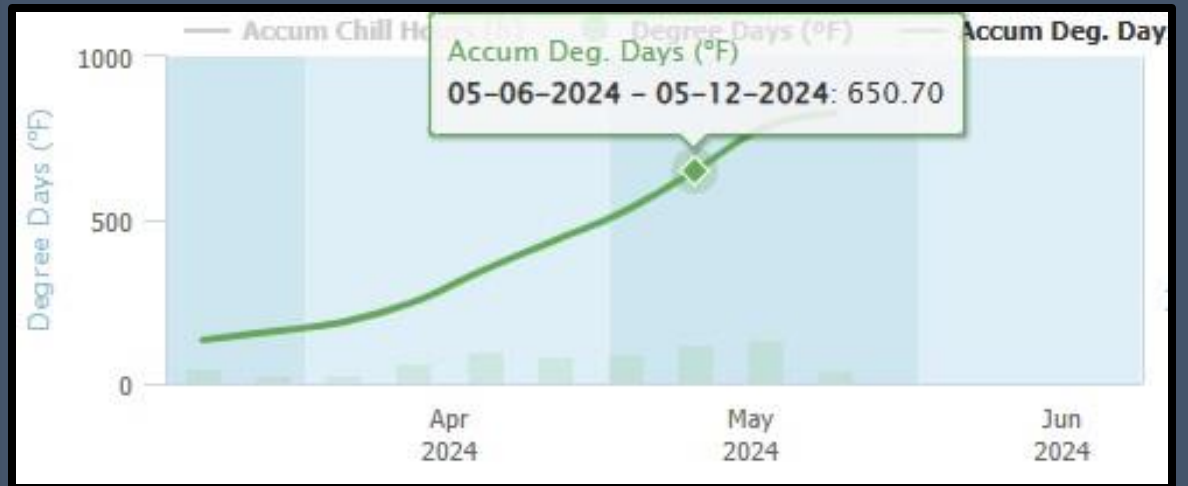 Accum Chill Ho
Degree Days (°F)
Accum Deg. Day
Accum Deg. Days (°F)
05-06-2024 - 05-12-2024: 650.70
1000
500
0
Degree Days (°F)
Apr
2024
May
2024
Jun
2024